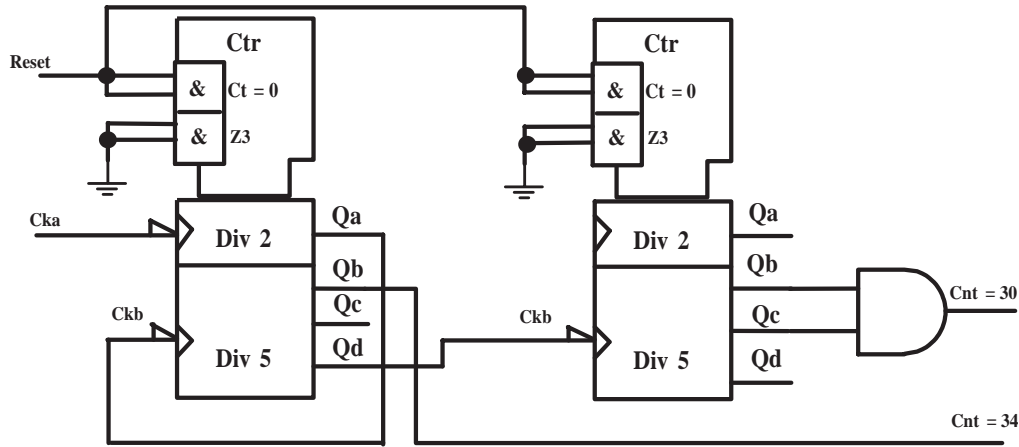 Ctr
Reset
&
Ct = 0
&
Z3
Cka
Div 2
Qa
Qb
Qc
Ckb
Div 5
Qd
Ctr
&
Ct = 0
&
Z3
Div 2
Qa
Qb
Ckb
Qc
Div 5
Qd
Cnt = 30
Cnt = 34